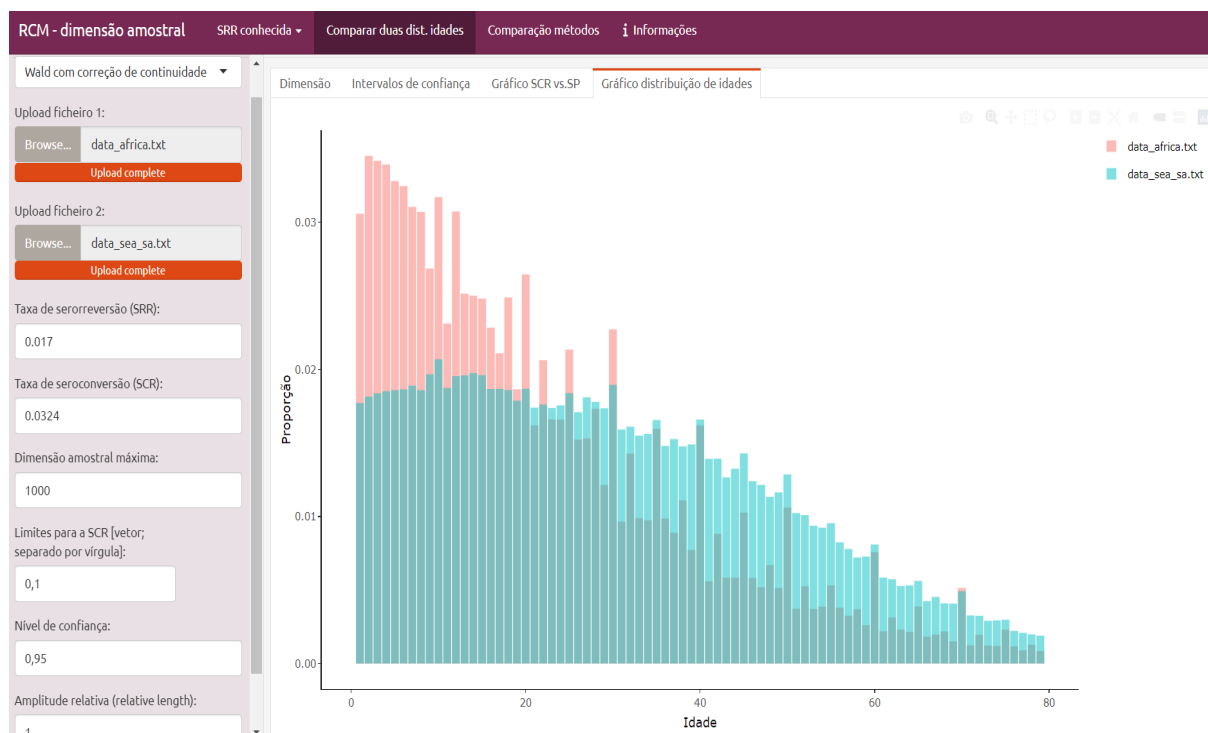 RCM - dimensão amostral SRR conhecida Comparar duas dist. idades Comparação métodos i Informações
Wald com correção de continuidade
Upload ficheiro 1:
Browse... data_africa.txt
Upload complete
Upload ficheiro 2:
Browse... data_sea_sa.txt
Upload complete
Taxa de serorreversão (SRR):
0.017
Taxa de seroconversão (SCR):
0.0324
Dimensão amostral máxima:
1000
Limites para a SCR [vetor;
separado por vírgula]:
0,1
Nível de confiança:
0,95
Amplitude relativa (relative length):
1
Dimensão Intervalos de confiança Gráfico SCR vs.SP Gráfico distribuição de idades
data_africa.txt
data_sea_sa.txt
Proporção
0.03
0.02
0.01
0.00
0 20 40 60 80
Idade